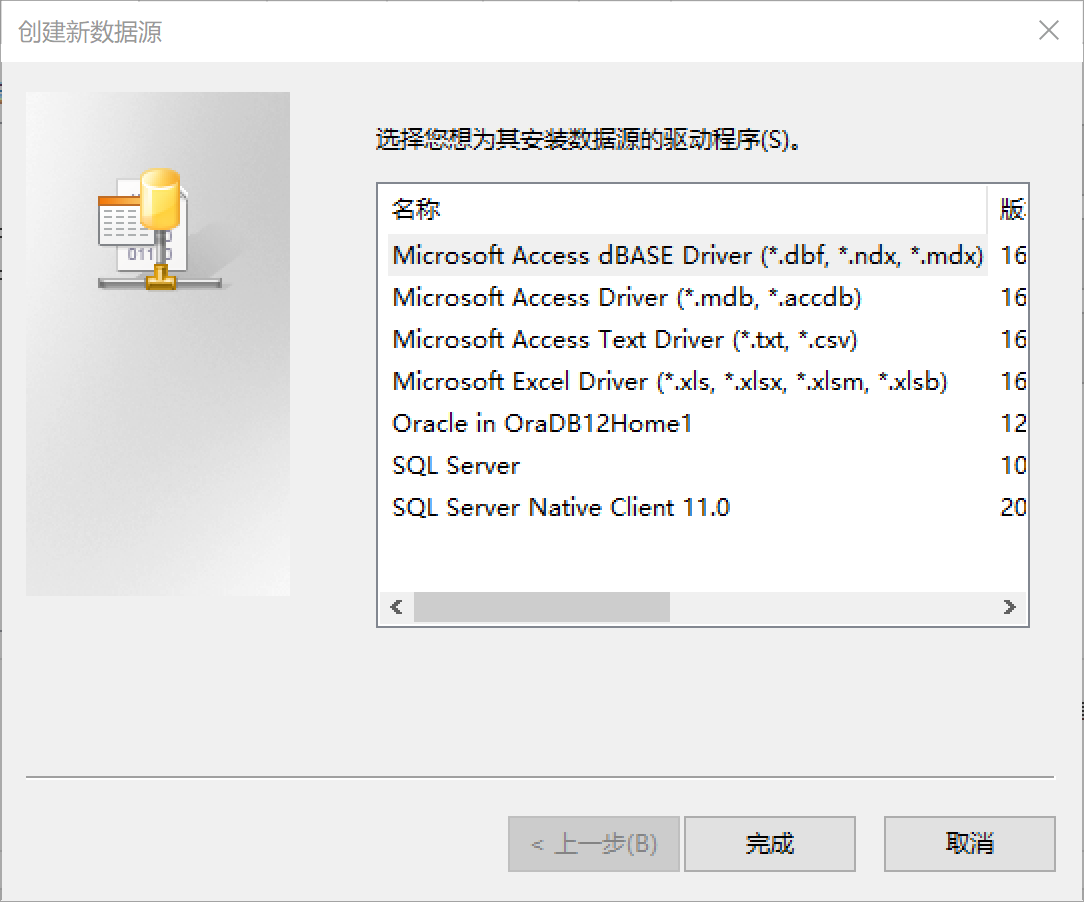 创建新数据源
选择您想为其安装数据源的驱动程序(S)。
名称 版
Microsoft Access dBASE Driver (*.dbf, *.ndx, *.mdx) 16
Microsoft Access Driver (*.mdb, *.accdb) 16
Microsoft Access Text Driver (*.txt, *.csv) 16
Microsoft Excel Driver (*.xls, *.xlsx, *.xlsm, *.xlsb) 16
Oracle in OraDB12Home1 12
SQL Server 10
SQL Server Native Client 11.0 20
< 上一步(B) 完成 取消